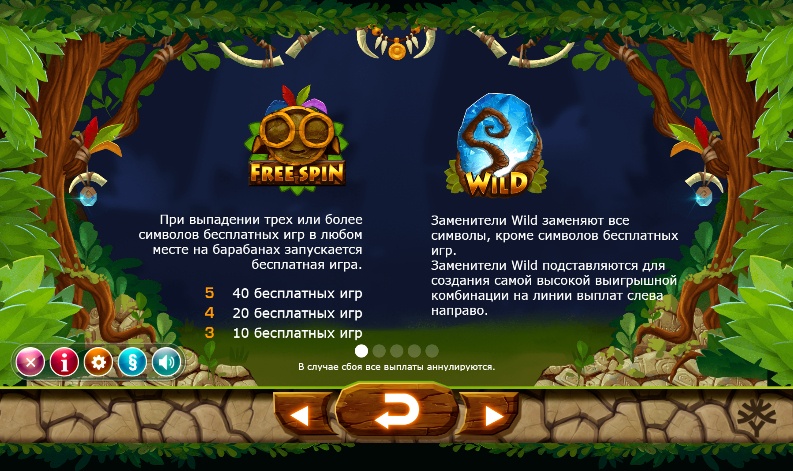 FREE SPIN
При выпадении трех или более
символов бесплатных игр в любом
месте на барабанах запускается
бесплатная игра.
5 40 бесплатных игр
4 20 бесплатных игр
3 10 бесплатных игр
WILD
Заменители Wild заменяют все
символы, кроме символов бесплатных
игр.
Заменители Wild подставляются для
создания самой высокой выигрышной
комбинации на линии выплат слева
направо.
В случае сбоя все выплаты аннулируются.
§